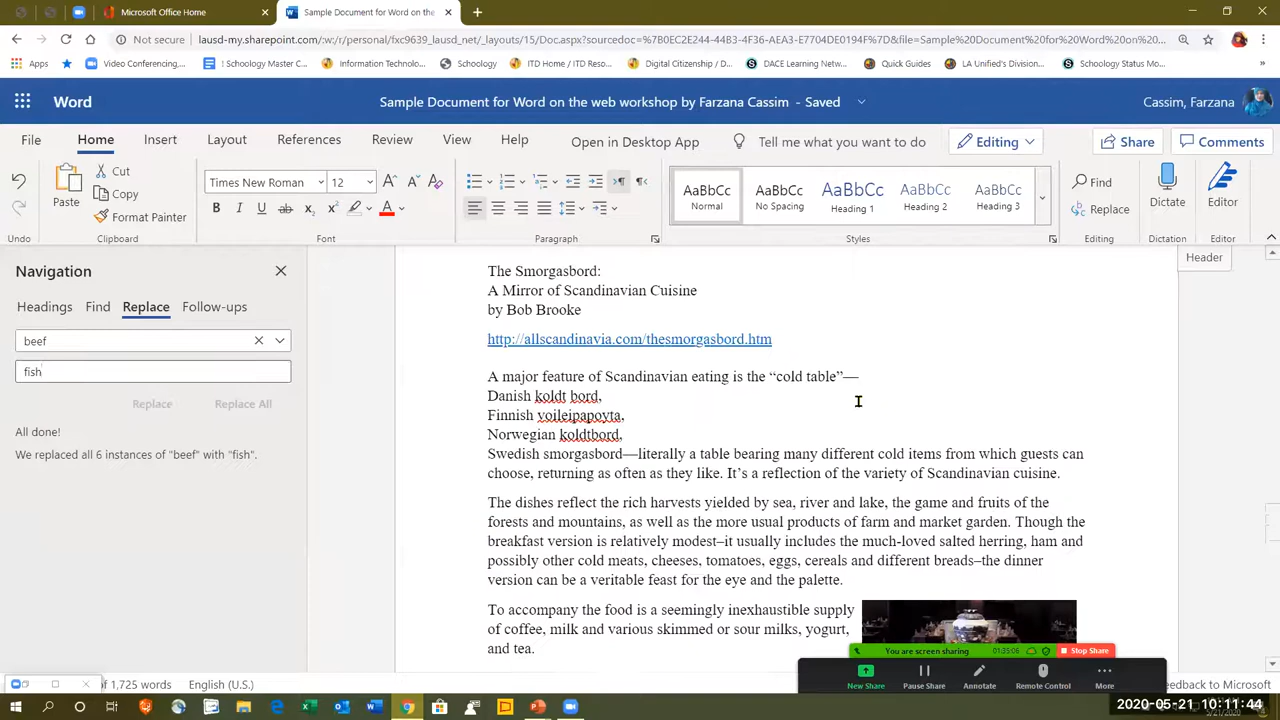 Microsoft Office Home
Sample Document for Word on the
Not secure
lausd-my.sharepoint.com/:w:/r/personal/fxc9639_lausd_net/_layouts/15/Doc.aspx?sourcedoc=%7B0EC2E244-44B3-4F36-AEA3-E7704DE0194F%7D&file=Sample%20Document%20for%20Word%20on%20...
Apps
Video Conferencing,...
! Schoology Master C...
Information Technolo...
Schoology
ITD Home / ITD Reso...
Digital Citizenship / D...
DACE Learning Netw...
Quick Guides
LA Unified's Division...
Schoology Status Mo...
Word
Sample Document for Word on the web workshop by Farzana Cassim - Saved
Cassim, Farzana
File Home Insert Layout References Review View Help Open in Desktop App Tell me what you want to do Editing Share Comments
Paste
Cut
Copy
Format Painter
Times New Roman 12
AaBbCc AaBbCc AaBbCc AaBbCc AaBbCc
Normal No Spacing Heading 1 Heading 2 Heading 3
Find
Replace
Dictate
Editor
Undo Clipboard Font Paragraph Styles Editing Dictation Editor
Navigation
Headings Find Replace Follow-ups
beef
fish
Replace Replace All
All done!
We replaced all 6 instances of "beef" with "fish".
Header
The Smorgasbord:
A Mirror of Scandinavian Cuisine
by Bob Brooke
http://allscandinavia.com/thesmorgasbord.htm
A major feature of Scandinavian eating is the “cold table”—
Danish koldt bord,
Finnish voileipapoyta,
Norwegian koldtbord,
Swedish smorgasbord—literally a table bearing many different cold items from which guests can
choose, returning as often as they like. It’s a reflection of the variety of Scandinavian cuisine.
The dishes reflect the rich harvests yielded by sea, river and lake, the game and fruits of the
forests and mountains, as well as the more usual products of farm and market garden. Though the
breakfast version is relatively modest–it usually includes the much-loved salted herring, ham and
possibly other cold meats, cheeses, tomatoes, eggs, cereals and different breads–the dinner
version can be a veritable feast for the eye and the palette.
To accompany the food is a seemingly inexhaustible supply
of coffee, milk and various skimmed or sour milks, yogurt,
and tea.
You are screen sharing
01:35:06
Stop Share
New Share Pause Share Annotate Remote Control More
of 1,725 words English (U.S.)
eedback to Microsoft
2020-05-21 10:11:44